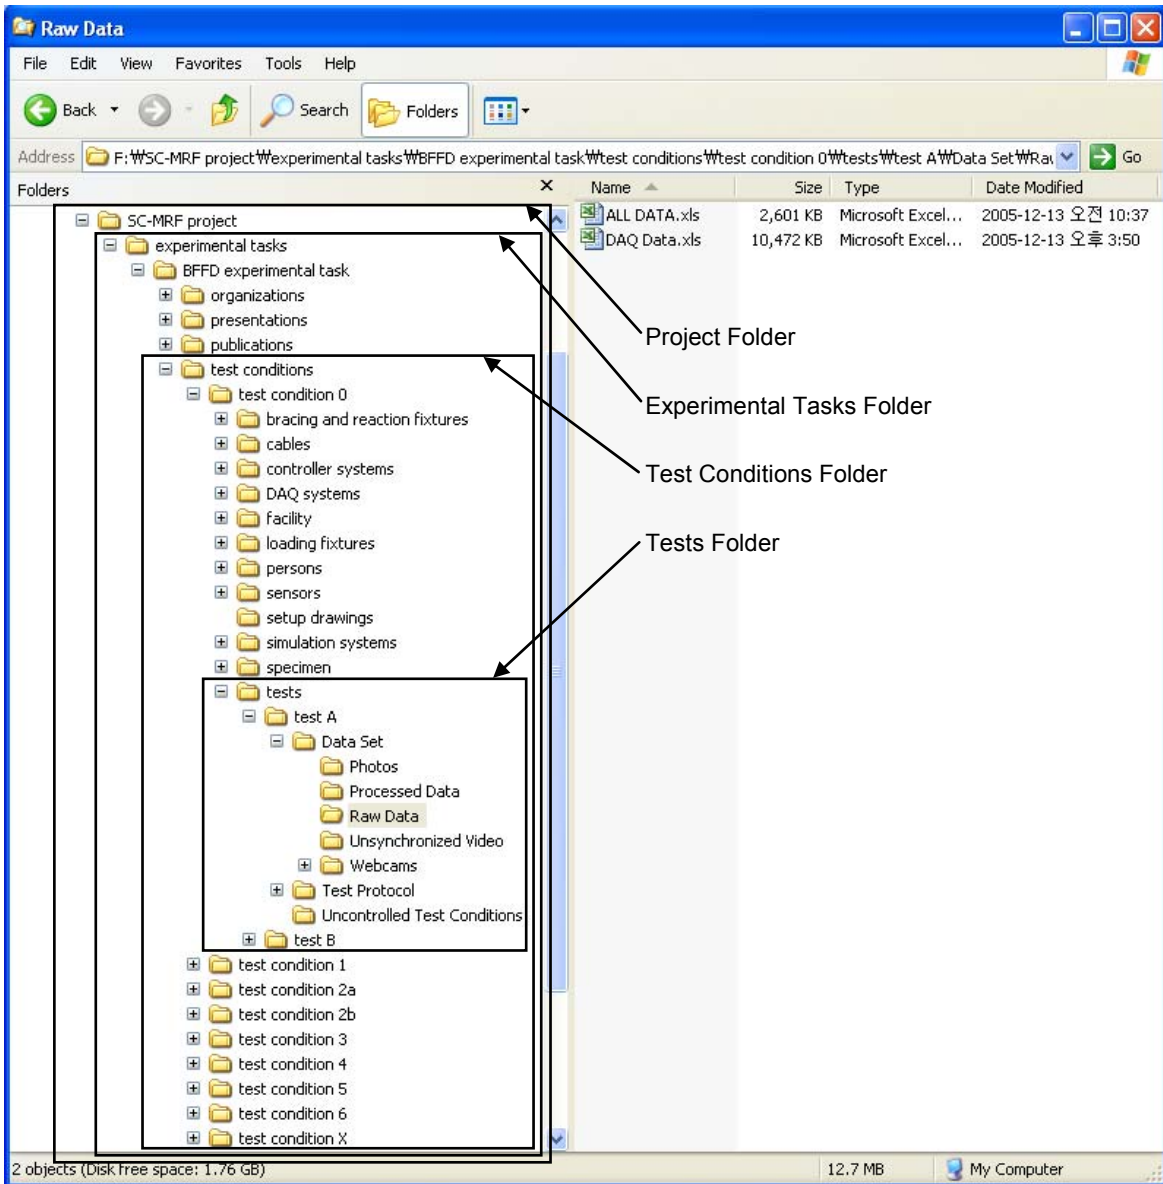 Raw Data
File Edit View Favorites Tools Help
Back Search Folders
Address F:₩SC-MRF project₩experimental tasks₩BFFD experimental task₩test conditions₩test condition 0₩tests₩test A₩Data Set₩Ra Go
Folders Name Size Type Date Modified
SC-MRF project ALL DATA.xls 2,601 KB Microsoft Excel... 2005-12-13 오전 10:37
experimental tasks DAQ Data.xls 10,472 KB Microsoft Excel... 2005-12-13 오후 3:50
BFFD experimental task
organizations
presentations
publications
Project Folder
test conditions
test condition 0
Experimental Tasks Folder
bracing and reaction fixtures
cables
controller systems
Test Conditions Folder
DAQ systems
facility
loading fixtures
Tests Folder
persons
sensors
setup drawings
simulation systems
specimen
tests
test A
Data Set
Photos
Processed Data
Raw Data
Unsynchronized Video
Webcams
Test Protocol
Uncontrolled Test Conditions
test B
test condition 1
test condition 2a
test condition 2b
test condition 3
test condition 4
test condition 5
test condition 6
test condition X
2 objects (Disk free space: 1.76 GB) 12.7 MB My Computer